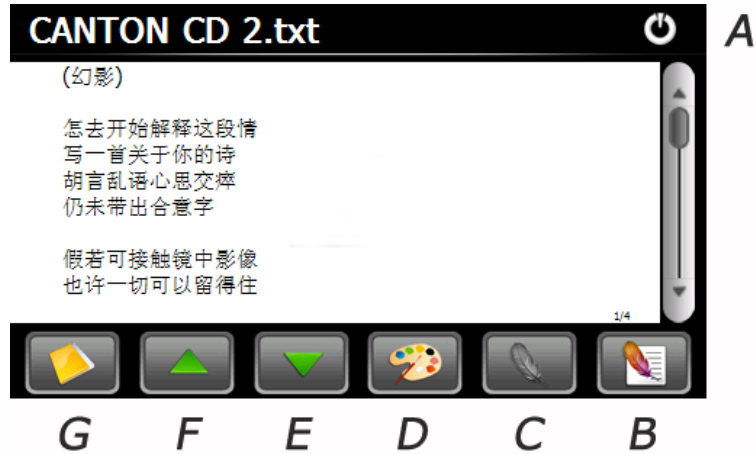 CANTON CD 2.txt
A
(幻影)
怎去开始解释这段情
写一首关于你的诗
胡言乱语心思交瘁
仍未带出合意字
假若可接触镜中影像
也许一切可以留得住
1/4
G F E D C B